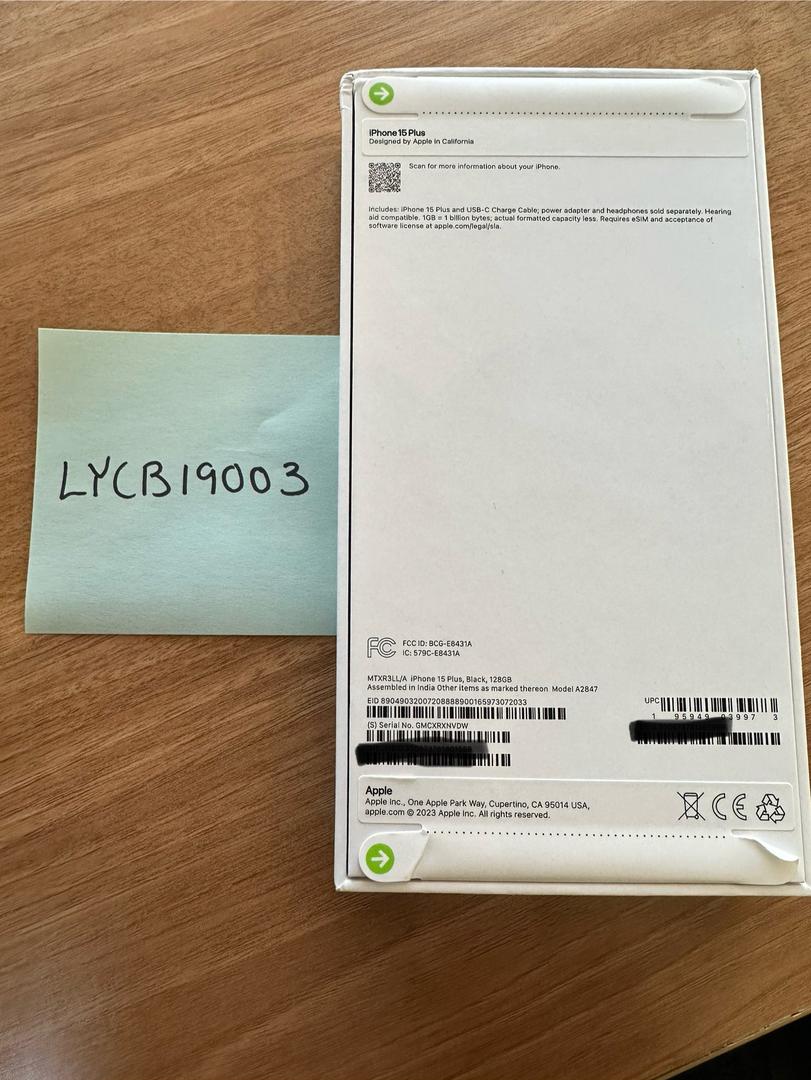 iPhone 15 Plus
Designed by Apple in California
Scan for more information about your iPhone.
Includes: iPhone 15 Plus and USB-C Charge Cable; power adapter and headphones sold separately. Hearing
aid compatible. 1GB = 1 billion bytes; actual formatted capacity less. Requires eSIM and acceptance of
software license at apple.com/legal/sla.
LYCB19003
FC FCC ID: BCG-E8431A
IC: 579C-E8431A
MTXR3LL/A iPhone 15 Plus, Black, 128GB
Assembled in India Other items as marked thereon Model A2847
EID 89049032007208888900165973072033
UPC
1 95949 03997 3
(S) Serial No. GMCXRXNVDW
Apple
Apple Inc., One Apple Park Way, Cupertino, CA 95014 USA,
apple.com © 2023 Apple Inc. All rights reserved.
CE